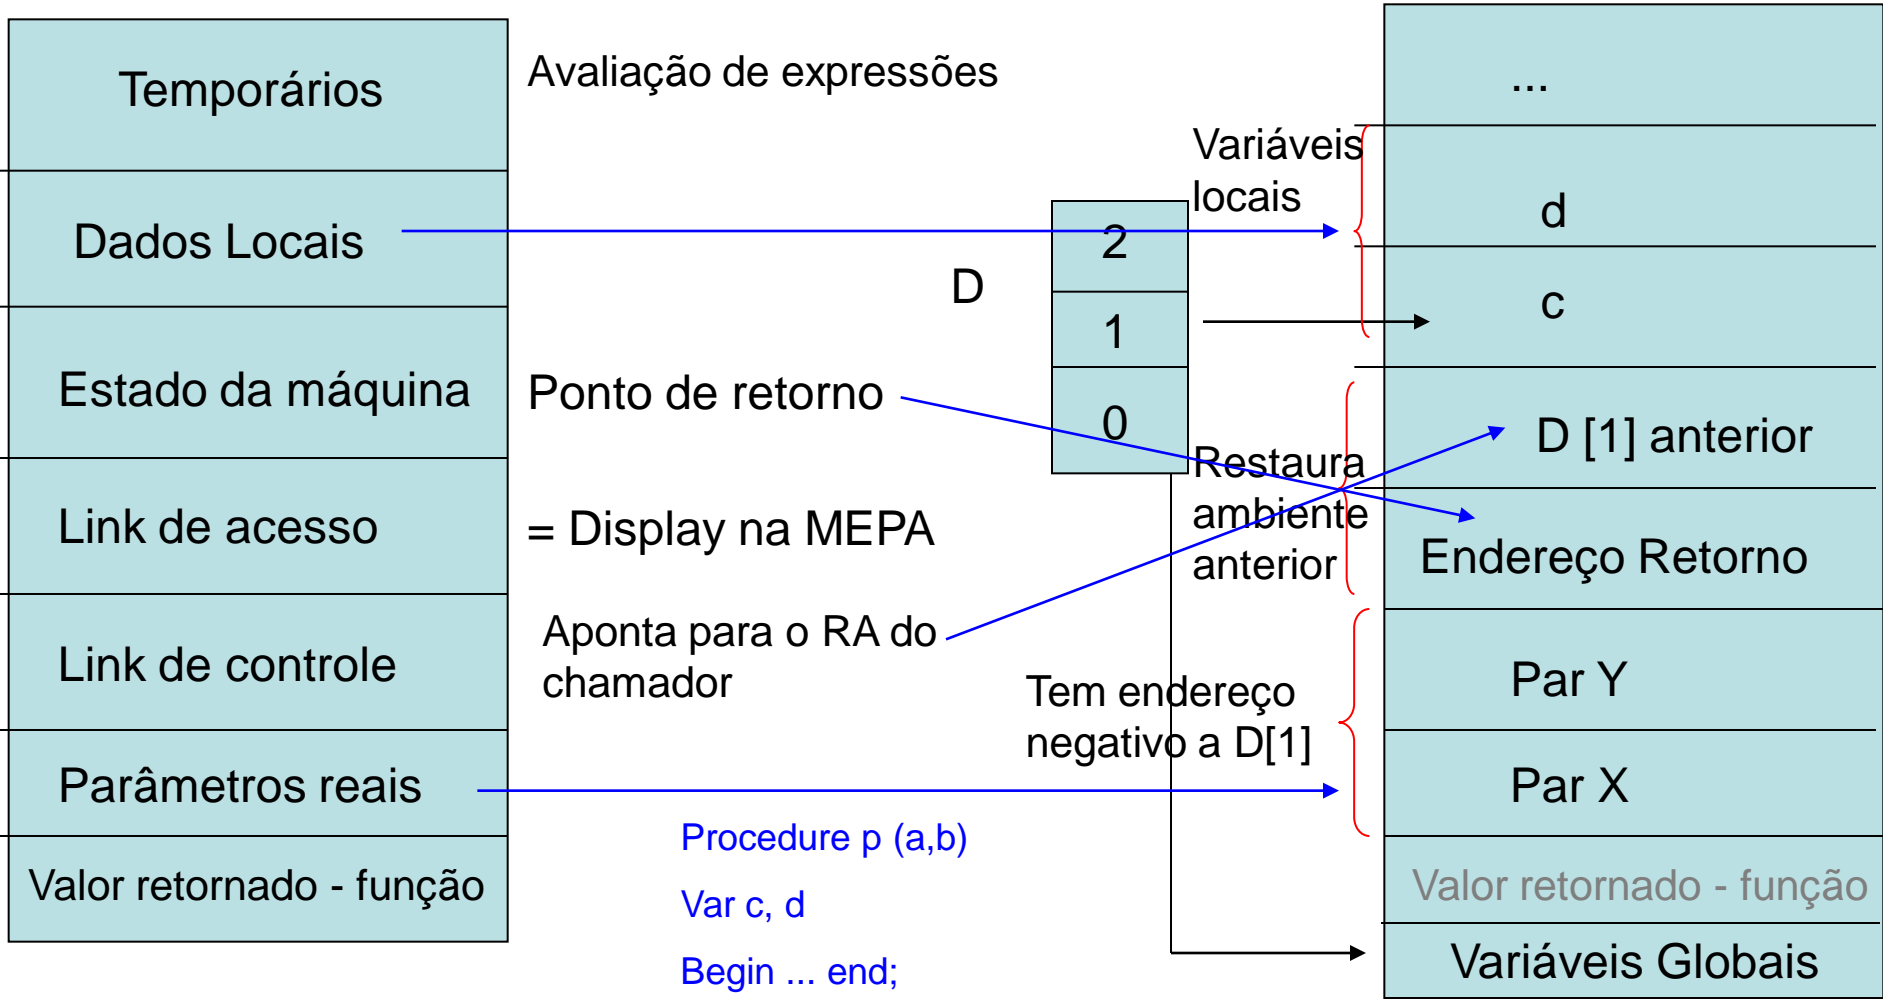 Temporários
Dados Locais
Estado da máquina
Link de acesso
Link de controle
Parâmetros reais
Valor retornado - função
Avaliação de expressões
Ponto de retorno
= Display na MEPA
Aponta para o RA do
chamador
Procedure p (a,b)
Var c, d
Begin ... end;
D
2
1
0
Variáveis
locais
Restaura
ambiente
anterior
Tem endereço
negativo a D[1]
...
d
c
D [1] anterior
Endereço Retorno
Par Y
Par X
Valor retornado - função
Variáveis Globais